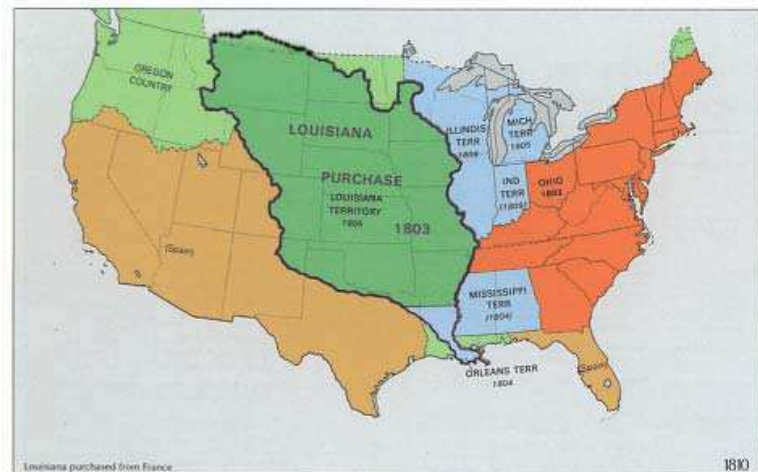 OREGON
COUNTRY
LOUISIANA
PURCHASE
LOUISIANA
TERRITORY
1803
ILLINOIS
TERR
1809
MICH
TERR
1805
IND
TERR
OHIO
1803
(Spain)
MISSISSIPPI
TERR.
(1804)
ORLEANS TERR
1804
(Spain)
Louisiana purchased from France
1810